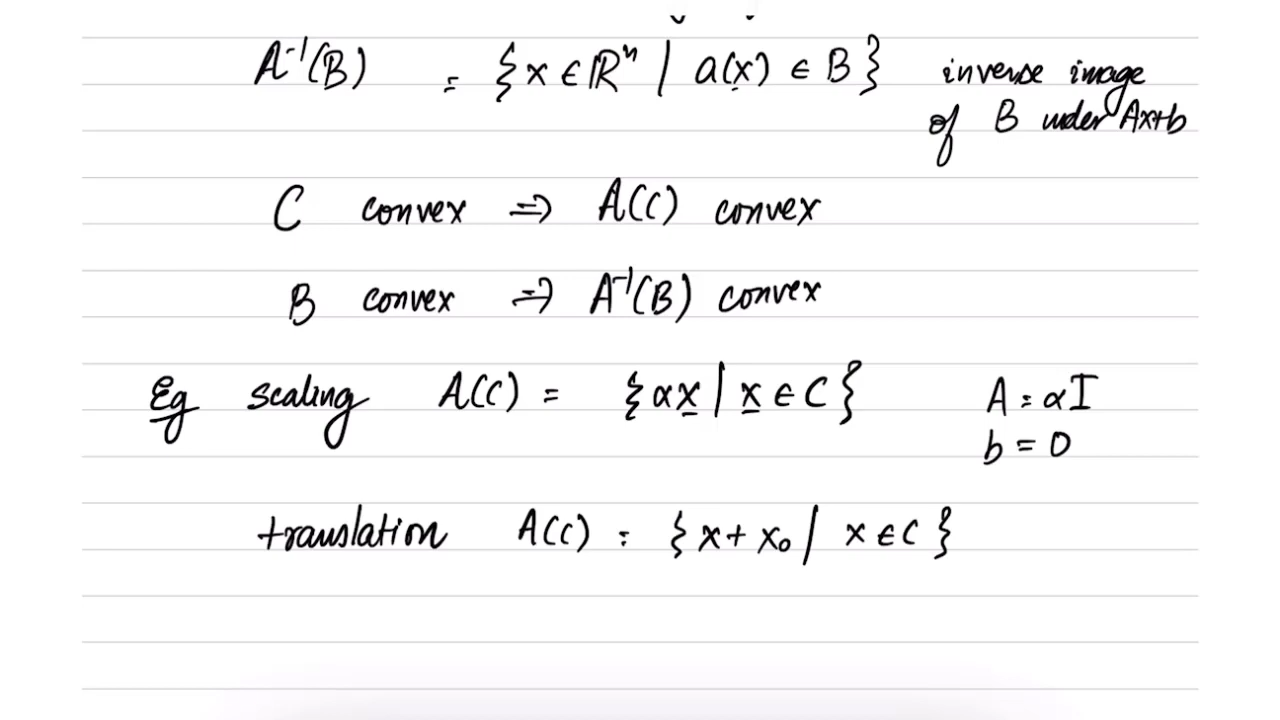 A⁻¹(B) = {x ∈ ℝⁿ | a(x) ∈ B} inverse image
of B under Ax+b
C convex ⇒ A(C) convex
B convex ⇒ A⁻¹(B) convex
Eg scaling A(C) = {αx | x ∈ C} A = αI
b = 0
translation A(C) = {x + x₀ | x ∈ C}